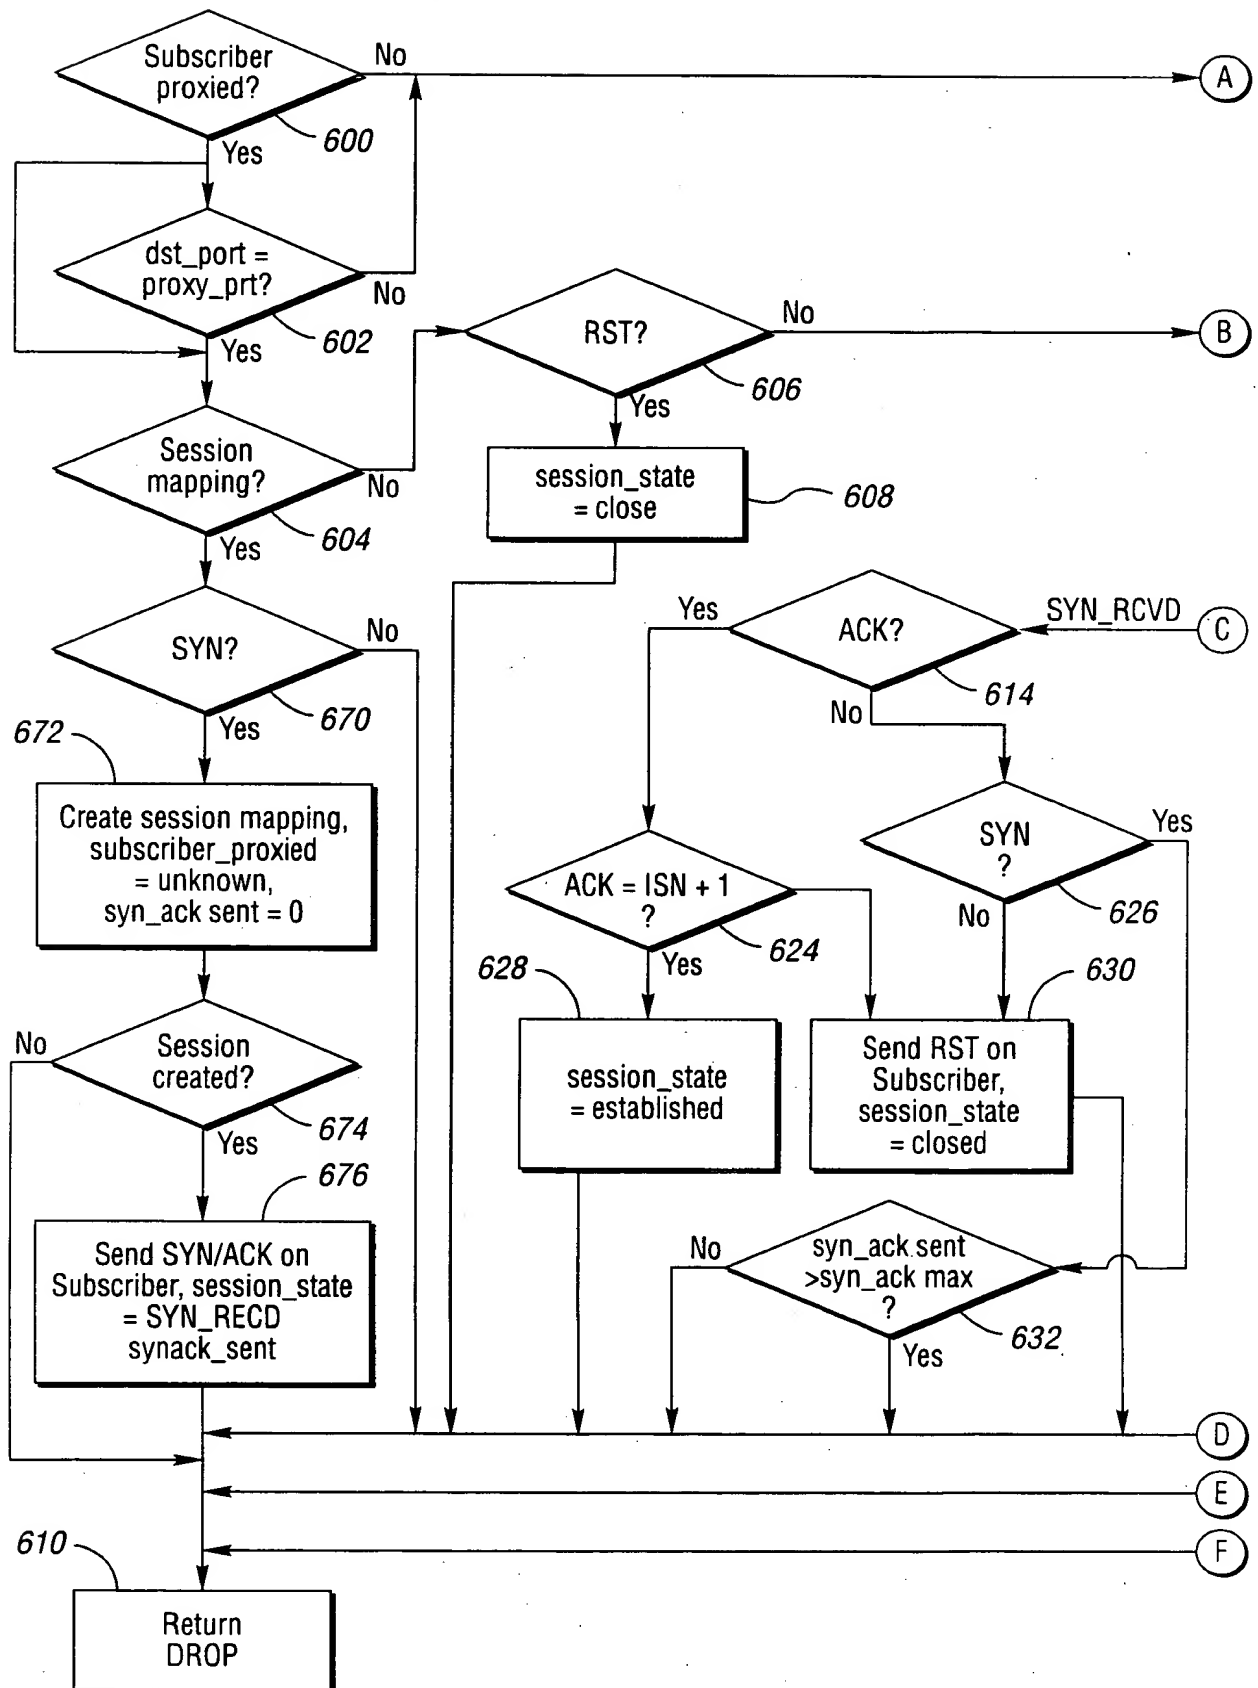 Subscriber
proxied?
No
A
600
Yes
dst_port =
proxy_prt?
No
602
Yes
RST?
No
B
606
Yes
Session
mapping?
No
604
Yes
session_state
= close
608
SYN?
No
670
Yes
Yes
ACK?
SYN_RCVD
C
614
No
672
Create session mapping,
subscriber_proxied
= unknown,
syn_ack sent = 0
SYN
?
Yes
626
No
ACK = ISN + 1
?
624
Yes
628
session_state
= established
630
Send RST on
Subscriber,
session_state
= closed
No
Session
created?
674
Yes
676
Send SYN/ACK on
Subscriber, session_state
= SYN_RECD
synack_sent
No
syn_ack sent
>syn_ack max
?
632
Yes
D
E
F
610
Return
DROP